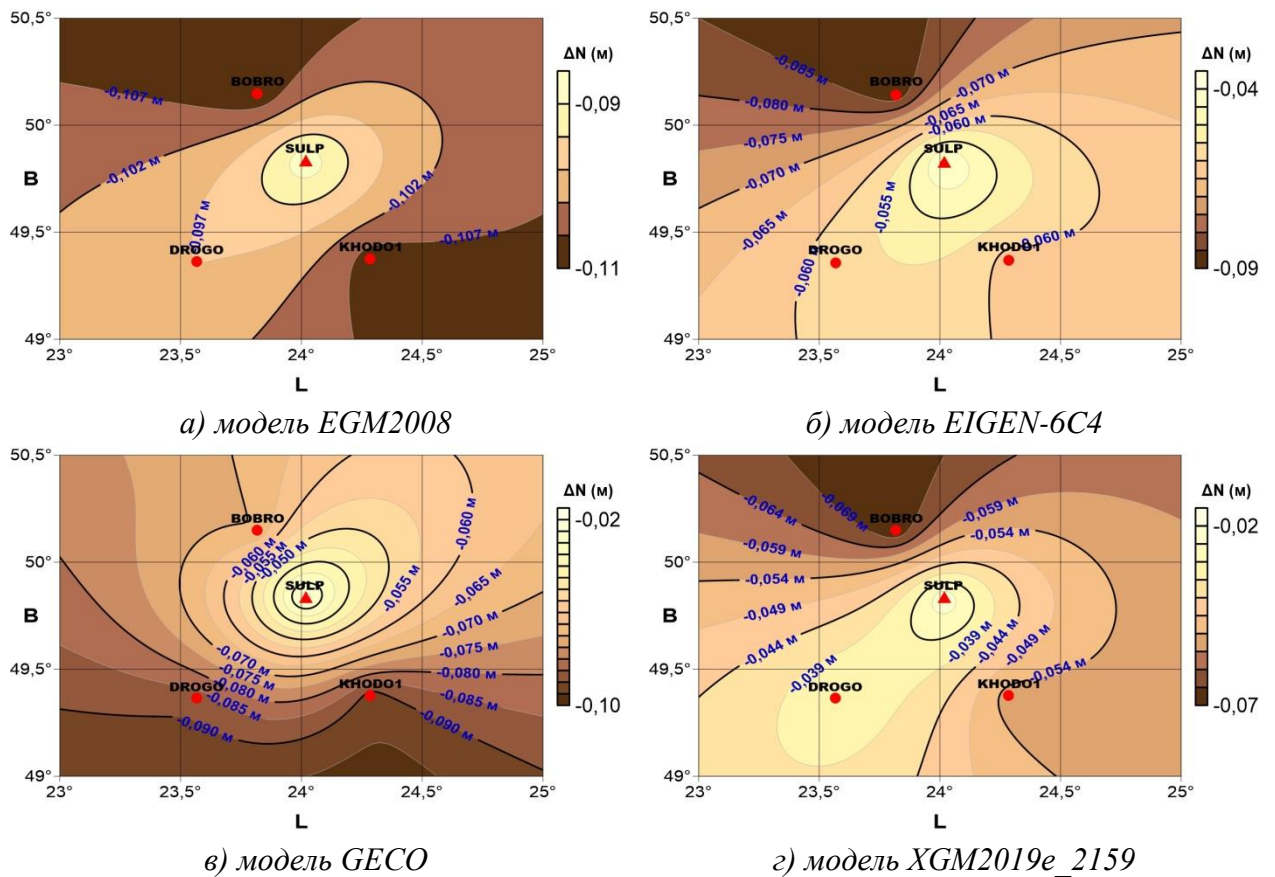 50,5°
50°
B
49,5°
49°
BOBRO
-0,107 м
SULP
-0,102 м
-0,102 м
-0,097 м
DROGO
KHODO1
-0,107 м
23°
23,5°
24°
24,5°
25°
L
ΔN (м)
-0,09
-0,11
а) модель EGM2008
50,5°
50°
B
49,5°
49°
-0,085 м
BOBRO
-0,080 м
-0,075 м
-0,070 м
-0,070 м
-0,065 м
-0,060 м
SULP
-0,065 м
-0,055 м
DROGO
-0,060 м
KHODO1
-0,060 м
23°
23,5°
24°
24,5°
25°
L
ΔN (м)
-0,04
-0,09
б) модель EIGEN-6C4
50,5°
50°
B
49,5°
49°
BOBRO
-0,060 м
-0,055 м
-0,050 м
SULP
-0,060 м
-0,055 м
-0,065 м
-0,070 м
-0,075 м
-0,080 м
-0,085 м
-0,090 м
-0,070 м
-0,075 м
-0,080 м
-0,085 м
-0,090 м
DROGO
KHODO1
23°
23,5°
24°
24,5°
25°
L
ΔN (м)
-0,02
-0,10
в) модель GECO
50,5°
50°
B
49,5°
49°
-0,064 м
-0,069 м
BOBRO
-0,059 м
-0,059 м
-0,054 м
-0,054 м
-0,049 м
-0,044 м
SULP
-0,039 м
-0,039 м
-0,044 м
-0,049 м
-0,054 м
DROGO
KHODO1
23°
23,5°
24°
24,5°
25°
L
ΔN (м)
-0,02
-0,07
г) модель XGM2019e_2159